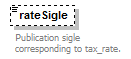 rateSigle
Publication sigle
corresponding to tax_rate.